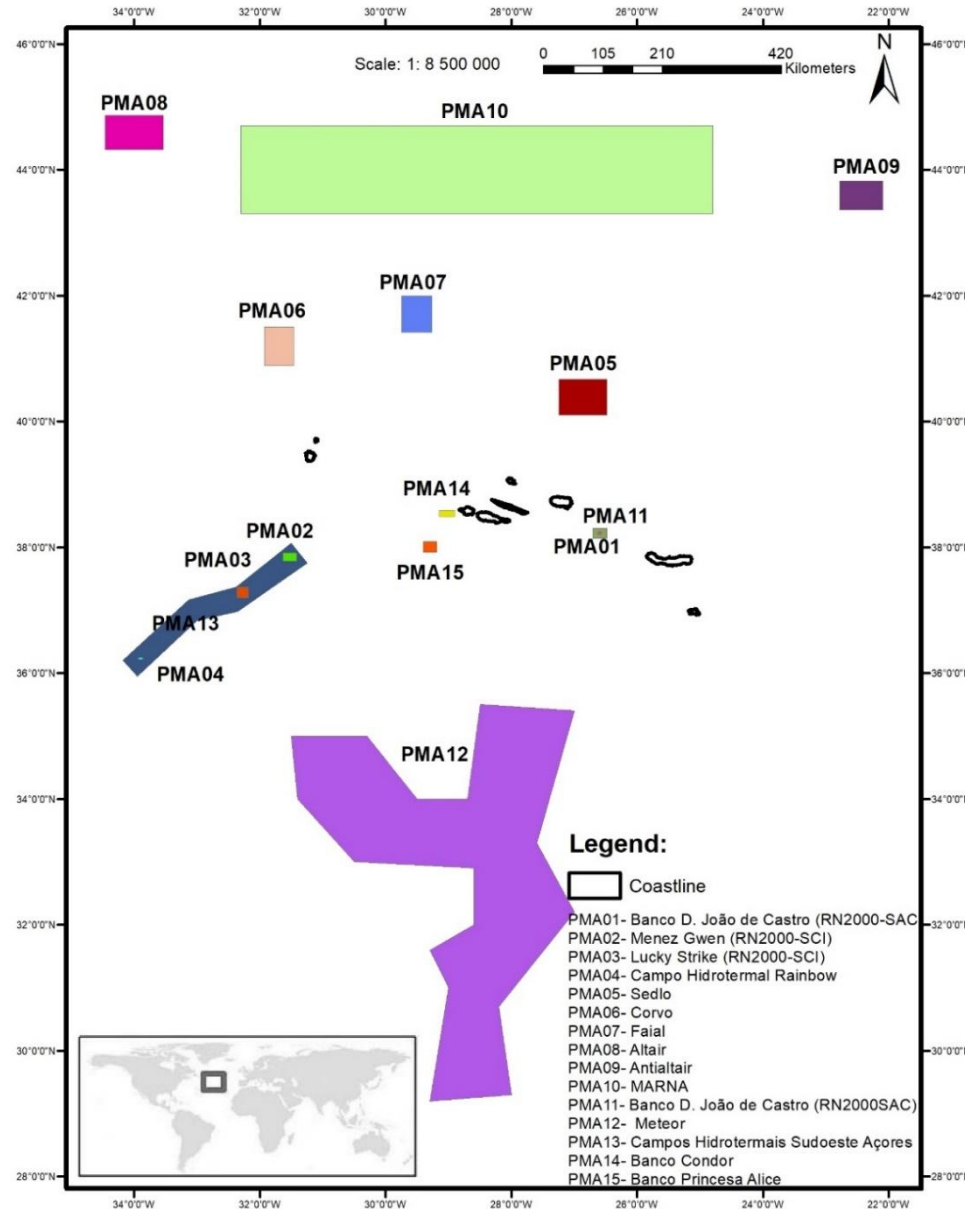 34°0'0"W 32°0'0"W 30°0'0"W 28°0'0"W 26°0'0"W 24°0'0"W 22°0'0"W
46°0'0"N 46°0'0"N
Scale: 1: 8 500 000
0 105 210 420
Kilometers
N
PMA08
PMA10
44°0'0"N 44°0'0"N
PMA09
42°0'0"N 42°0'0"N
PMA07
PMA06
PMA05
40°0'0"N 40°0'0"N
PMA14
PMA11
PMA02
PMA03
PMA01
38°0'0"N 38°0'0"N
PMA15
PMA13
PMA04
36°0'0"N 36°0'0"N
PMA12
34°0'0"N 34°0'0"N
Legend:
Coastline
PMA01- Banco D. João de Castro (RN2000-SAC
PMA02- Menez Gwen (RN2000-SCI)
PMA03- Lucky Strike (RN2000-SCI)
PMA04- Campo Hidrotermal Rainbow
PMA05- Sedlo
PMA06- Corvo
PMA07- Faial
PMA08- Altair
PMA09- Antialtair
PMA10- MARNA
PMA11- Banco D. João de Castro (RN2000SAC)
PMA12- Meteor
PMA13- Campos Hidrotermais Sudoeste Açores
PMA14- Banco Condor
PMA15- Banco Princesa Alice
32°0'0"N 32°0'0"N
30°0'0"N 30°0'0"N
28°0'0"N 28°0'0"N
34°0'0"W 32°0'0"W 30°0'0"W 28°0'0"W 26°0'0"W 24°0'0"W 22°0'0"W